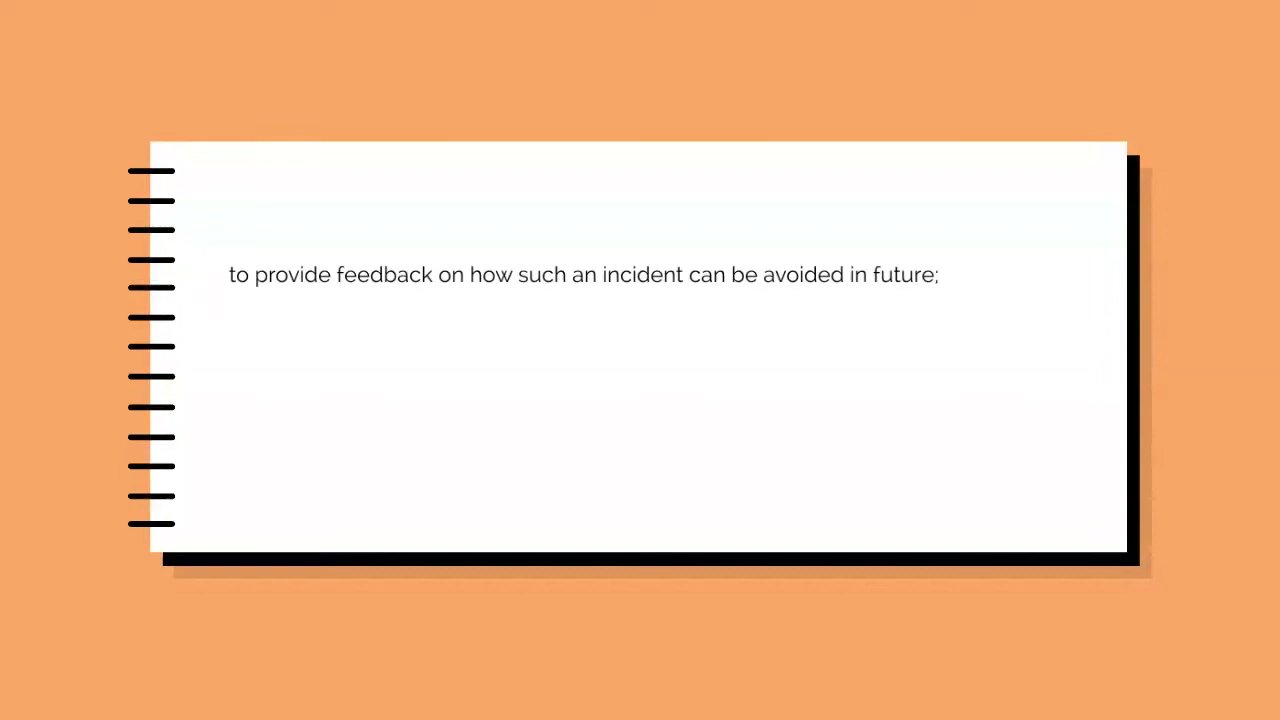 to provide feedback on how such an incident can be avoided in future;